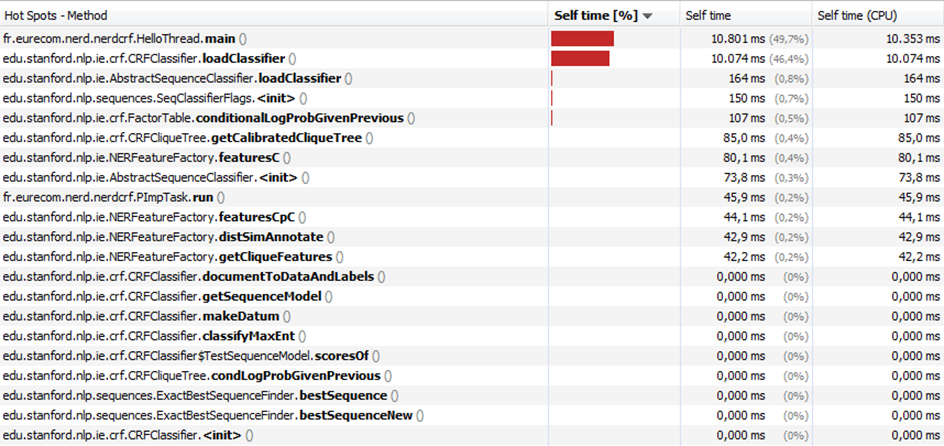 Hot Spots - Method Self time [%] Self time Self time (CPU)
fr.eurecom.nerd.nerdcrf.HelloThread.main () 10.801 ms (49,7%) 10.353 ms
edu.stanford.nlp.ie.crf.CRFClassifier.loadClassifier () 10.074 ms (46,4%) 10.074 ms
edu.stanford.nlp.ie.AbstractSequenceClassifier.loadClassifier () 164 ms (0,8%) 164 ms
edu.stanford.nlp.sequences.SeqClassifierFlags.<init> () 150 ms (0,7%) 150 ms
edu.stanford.nlp.ie.crf.FactorTable.conditionalLogProbGivenPrevious () 107 ms (0,5%) 107 ms
edu.stanford.nlp.ie.crf.CRFCliqueTree.getCalibratedCliqueTree () 85,0 ms (0,4%) 85,0 ms
edu.stanford.nlp.ie.NERFeatureFactory.featuresC () 80,1 ms (0,4%) 80,1 ms
edu.stanford.nlp.ie.AbstractSequenceClassifier.<init> () 73,8 ms (0,3%) 73,8 ms
fr.eurecom.nerd.nerdcrf.PImpTask.run () 45,9 ms (0,2%) 45,9 ms
edu.stanford.nlp.ie.NERFeatureFactory.featuresCpC () 44,1 ms (0,2%) 44,1 ms
edu.stanford.nlp.ie.NERFeatureFactory.distSimAnnotate () 42,9 ms (0,2%) 42,9 ms
edu.stanford.nlp.ie.NERFeatureFactory.getCliqueFeatures () 42,2 ms (0,2%) 42,2 ms
edu.stanford.nlp.ie.crf.CRFClassifier.documentToDataAndLabels () 0,000 ms (0%) 0,000 ms
edu.stanford.nlp.ie.crf.CRFClassifier.getSequenceModel () 0,000 ms (0%) 0,000 ms
edu.stanford.nlp.ie.crf.CRFClassifier.makeDatum () 0,000 ms (0%) 0,000 ms
edu.stanford.nlp.ie.crf.CRFClassifier.classifyMaxEnt () 0,000 ms (0%) 0,000 ms
edu.stanford.nlp.ie.crf.CRFClassifier$TestSequenceModel.scoresOf () 0,000 ms (0%) 0,000 ms
edu.stanford.nlp.ie.crf.CRFCliqueTree.condLogProbGivenPrevious () 0,000 ms (0%) 0,000 ms
edu.stanford.nlp.sequences.ExactBestSequenceFinder.bestSequence () 0,000 ms (0%) 0,000 ms
edu.stanford.nlp.sequences.ExactBestSequenceFinder.bestSequenceNew () 0,000 ms (0%) 0,000 ms
edu.stanford.nlp.ie.crf.CRFClassifier.<init> () 0,000 ms (0%) 0,000 ms